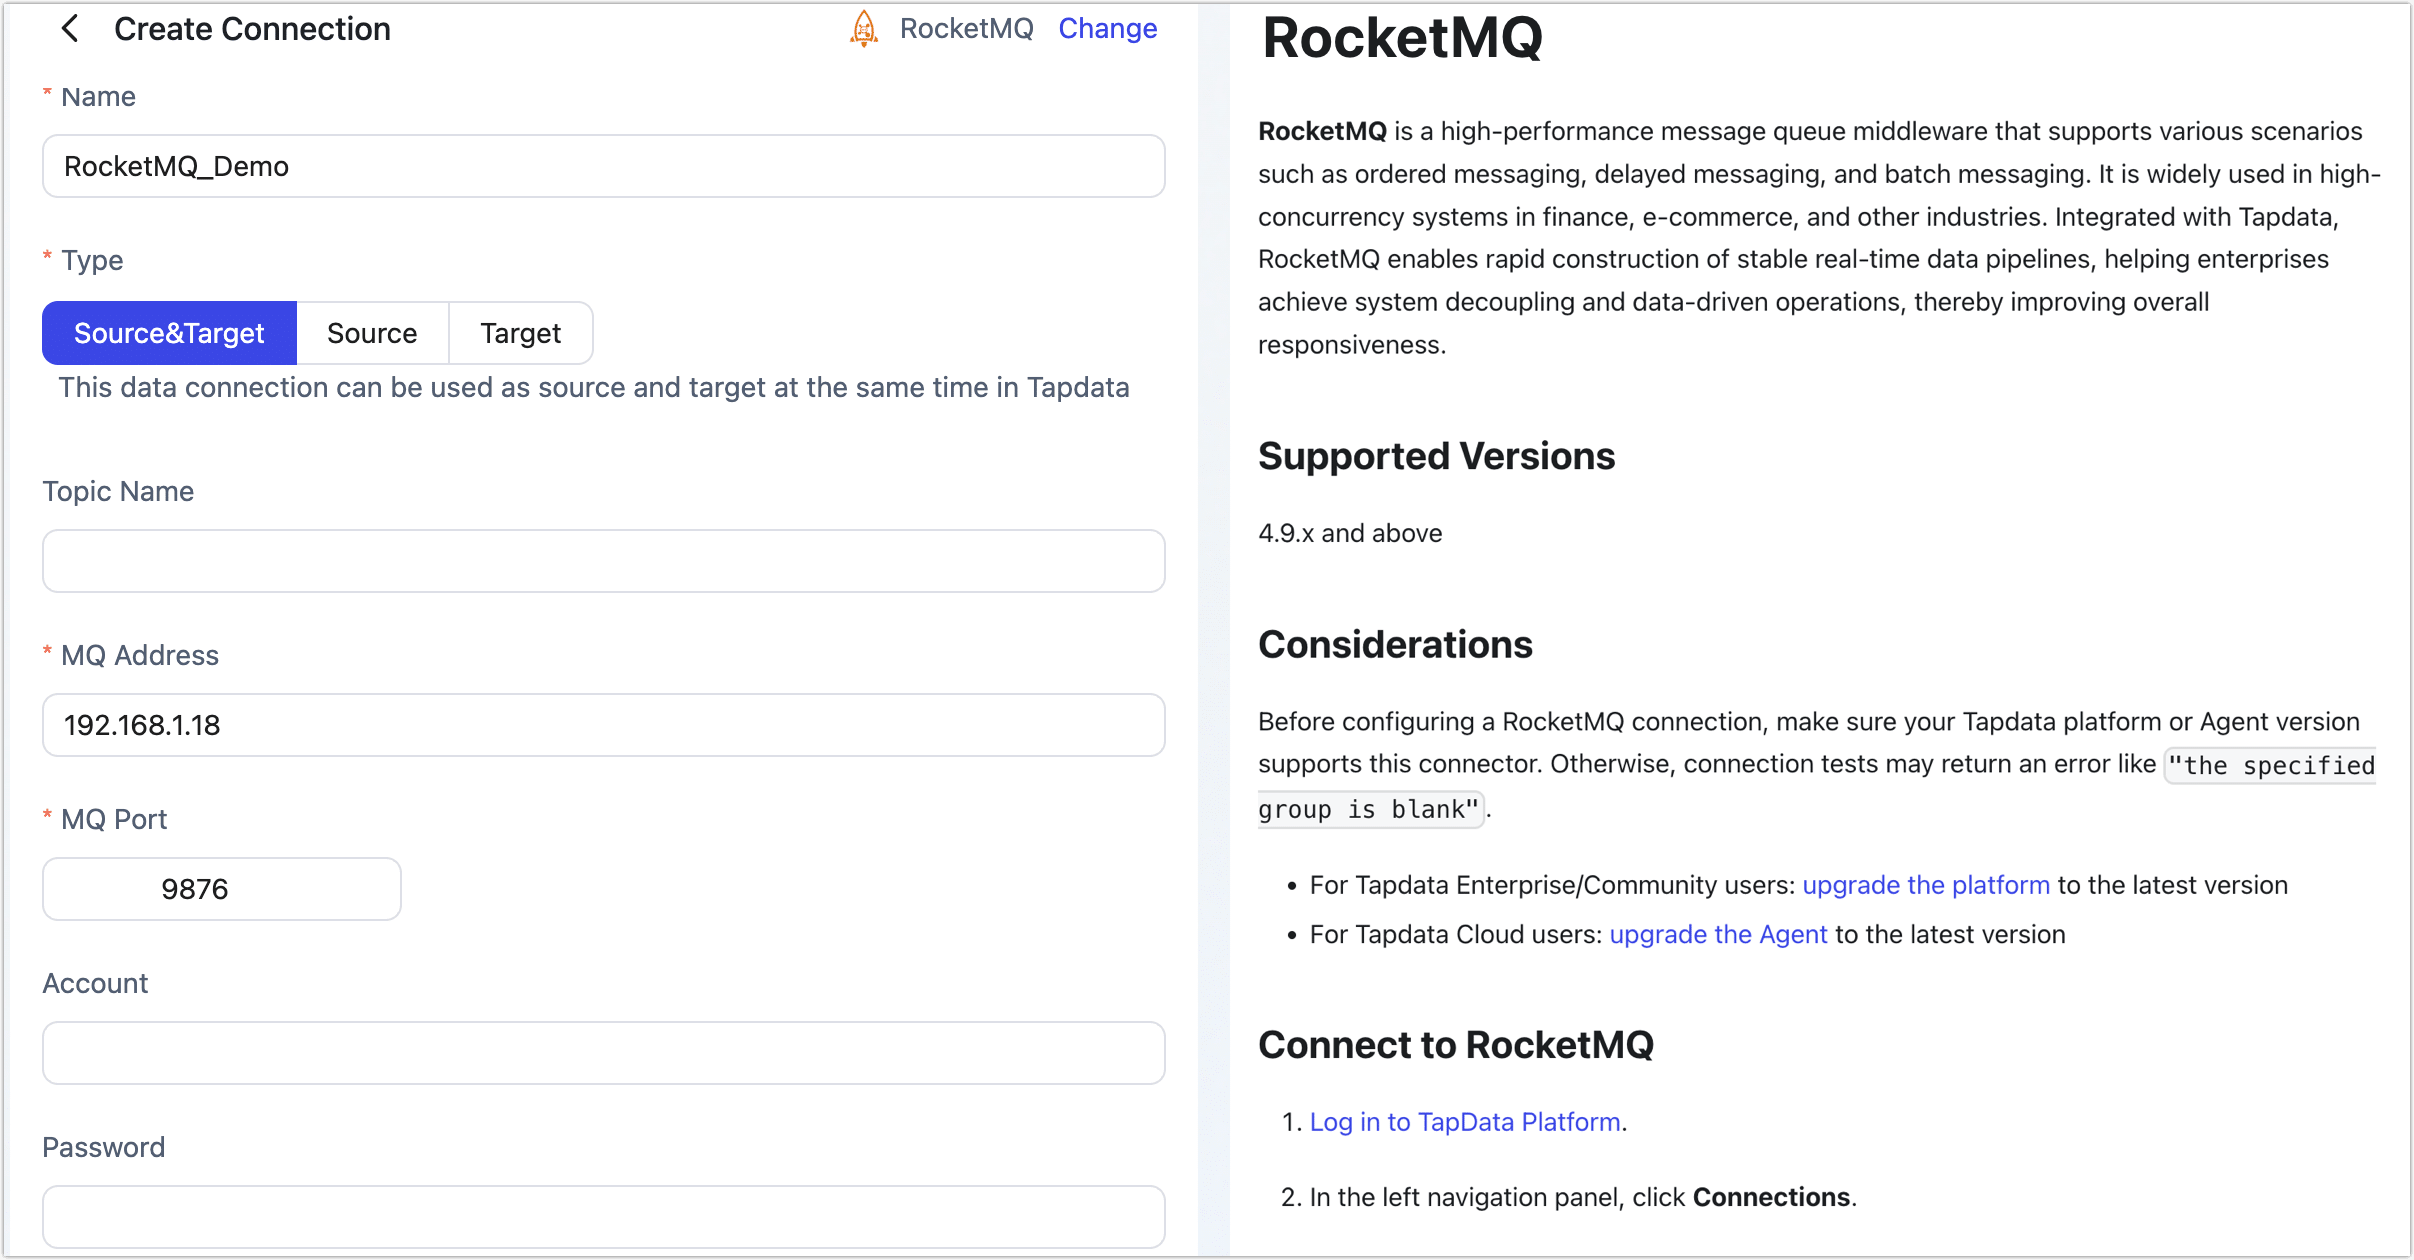 Create Connection
RocketMQ Change
* Name
RocketMQ_Demo
* Type
Source&Target Source Target
This data connection can be used as source and target at the same time in Tapdata
Topic Name
* MQ Address
192.168.1.18
* MQ Port
9876
Account
Password
RocketMQ
RocketMQ is a high-performance message queue middleware that supports various scenarios
such as ordered messaging, delayed messaging, and batch messaging. It is widely used in high-
concurrency systems in finance, e-commerce, and other industries. Integrated with Tapdata,
RocketMQ enables rapid construction of stable real-time data pipelines, helping enterprises
achieve system decoupling and data-driven operations, thereby improving overall
responsiveness.
Supported Versions
4.9.x and above
Considerations
Before configuring a RocketMQ connection, make sure your Tapdata platform or Agent version
supports this connector. Otherwise, connection tests may return an error like "the specified
group is blank".
• For Tapdata Enterprise/Community users: upgrade the platform to the latest version
• For Tapdata Cloud users: upgrade the Agent to the latest version
Connect to RocketMQ
1. Log in to TapData Platform.
2. In the left navigation panel, click Connections.